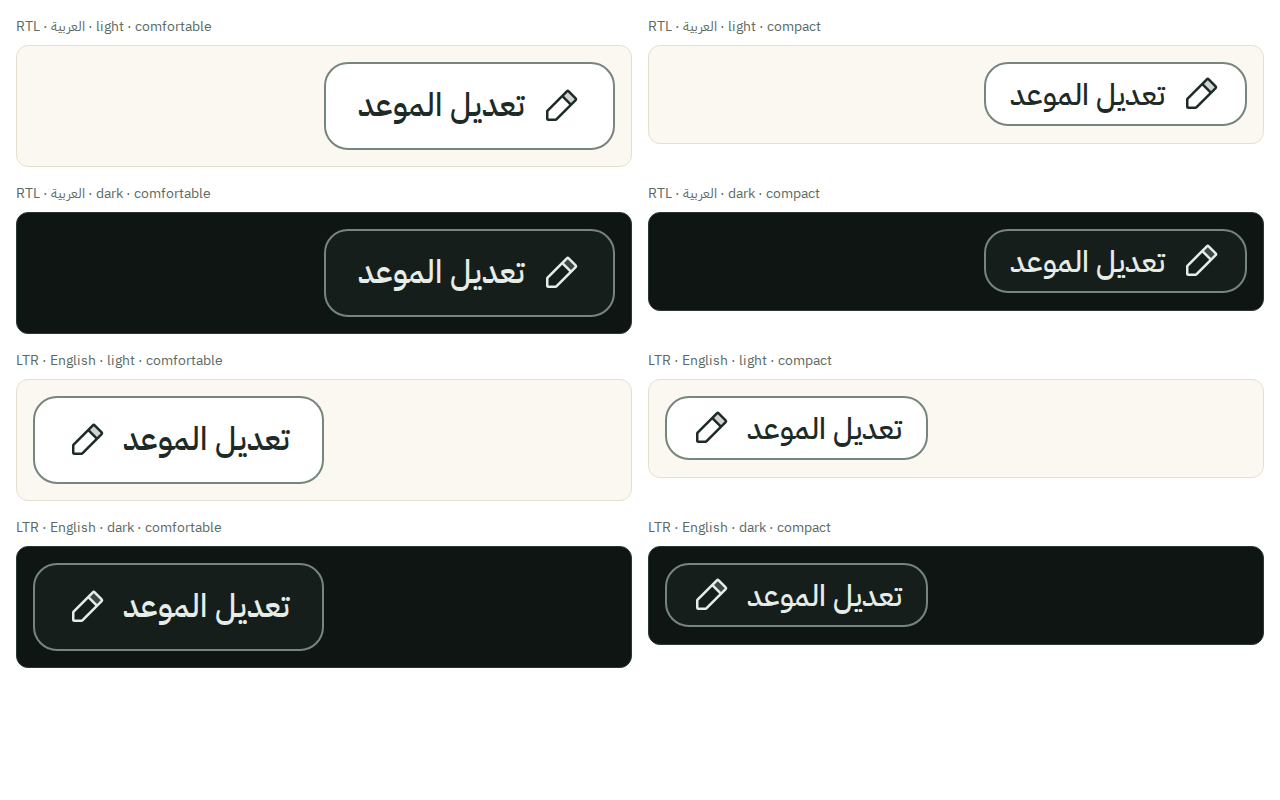 RTL · العربية · light · comfortable
تعديل الموعد
RTL · العربية · light · compact
تعديل الموعد
RTL · العربية · dark · comfortable
تعديل الموعد
RTL · العربية · dark · compact
تعديل الموعد
LTR · English · light · comfortable
تعديل الموعد
LTR · English · light · compact
تعديل الموعد
LTR · English · dark · comfortable
تعديل الموعد
LTR · English · dark · compact
تعديل الموعد